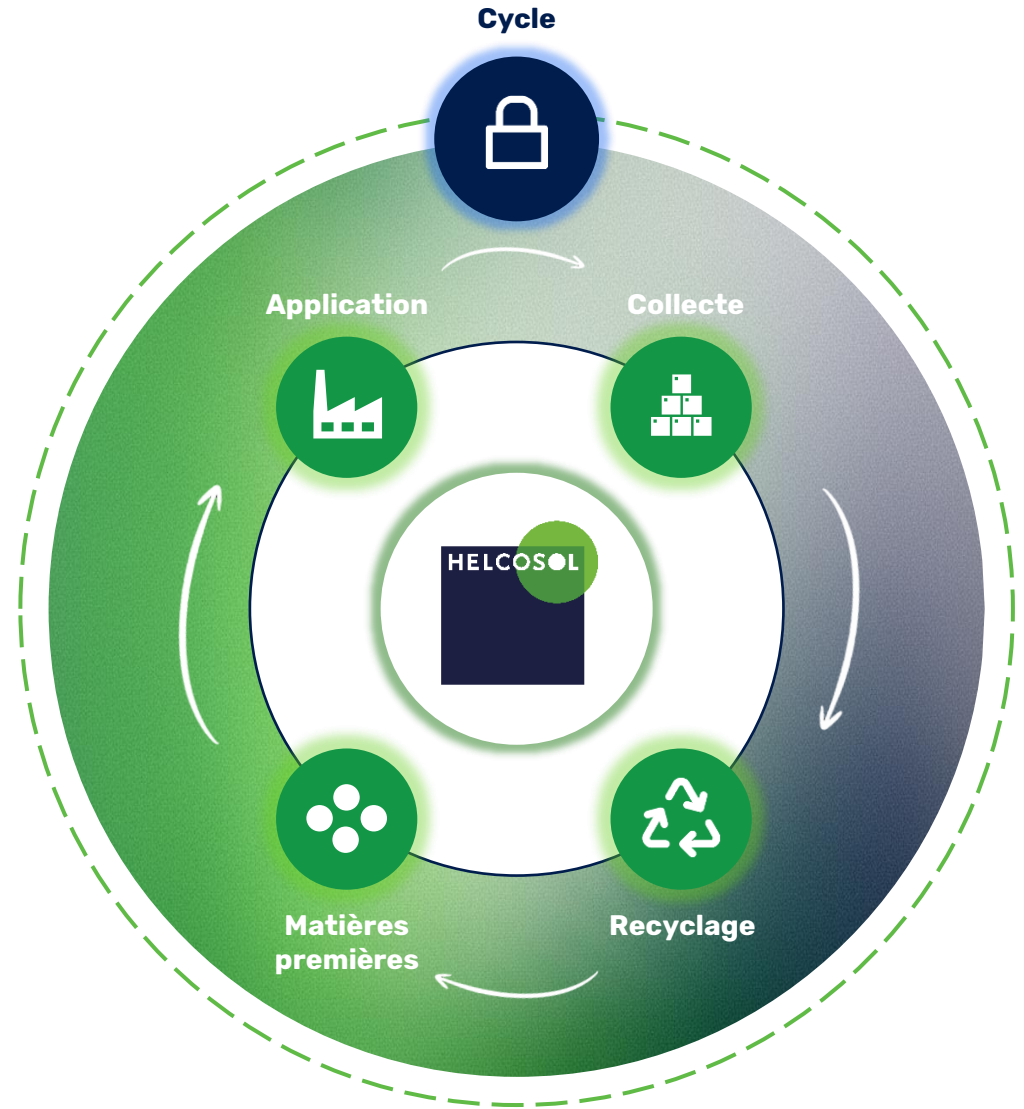 Cycle
Application
Collecte
HELCOSOL
Matières
premières
Recyclage